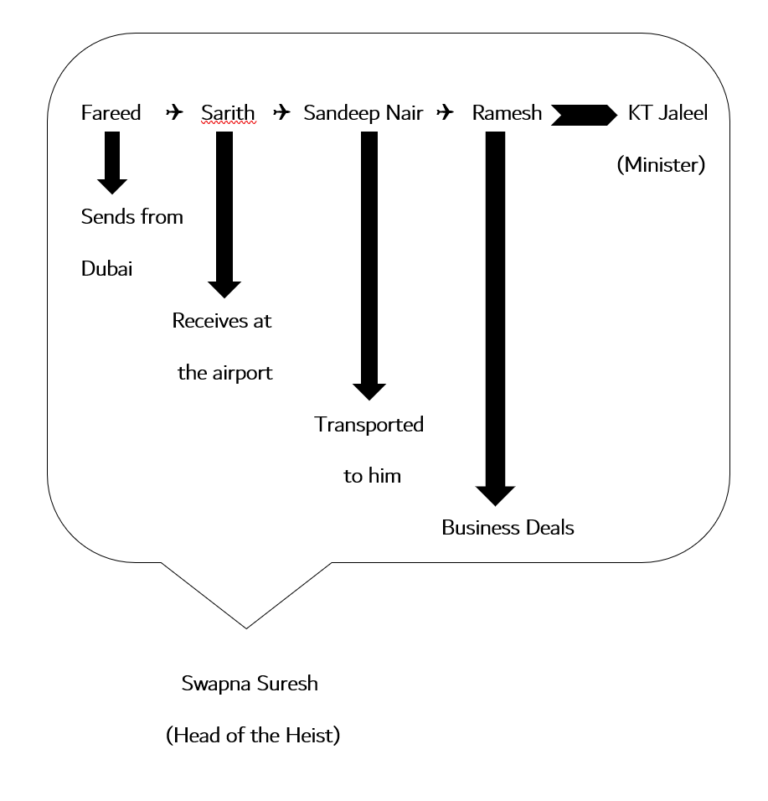 Fareed ✈ Sarith ✈ Sandeep Nair ✈ Ramesh KT Jaleel
(Minister)
Sends from
Dubai
Receives at
the airport
Transported
to him
Business Deals
Swapna Suresh
(Head of the Heist)